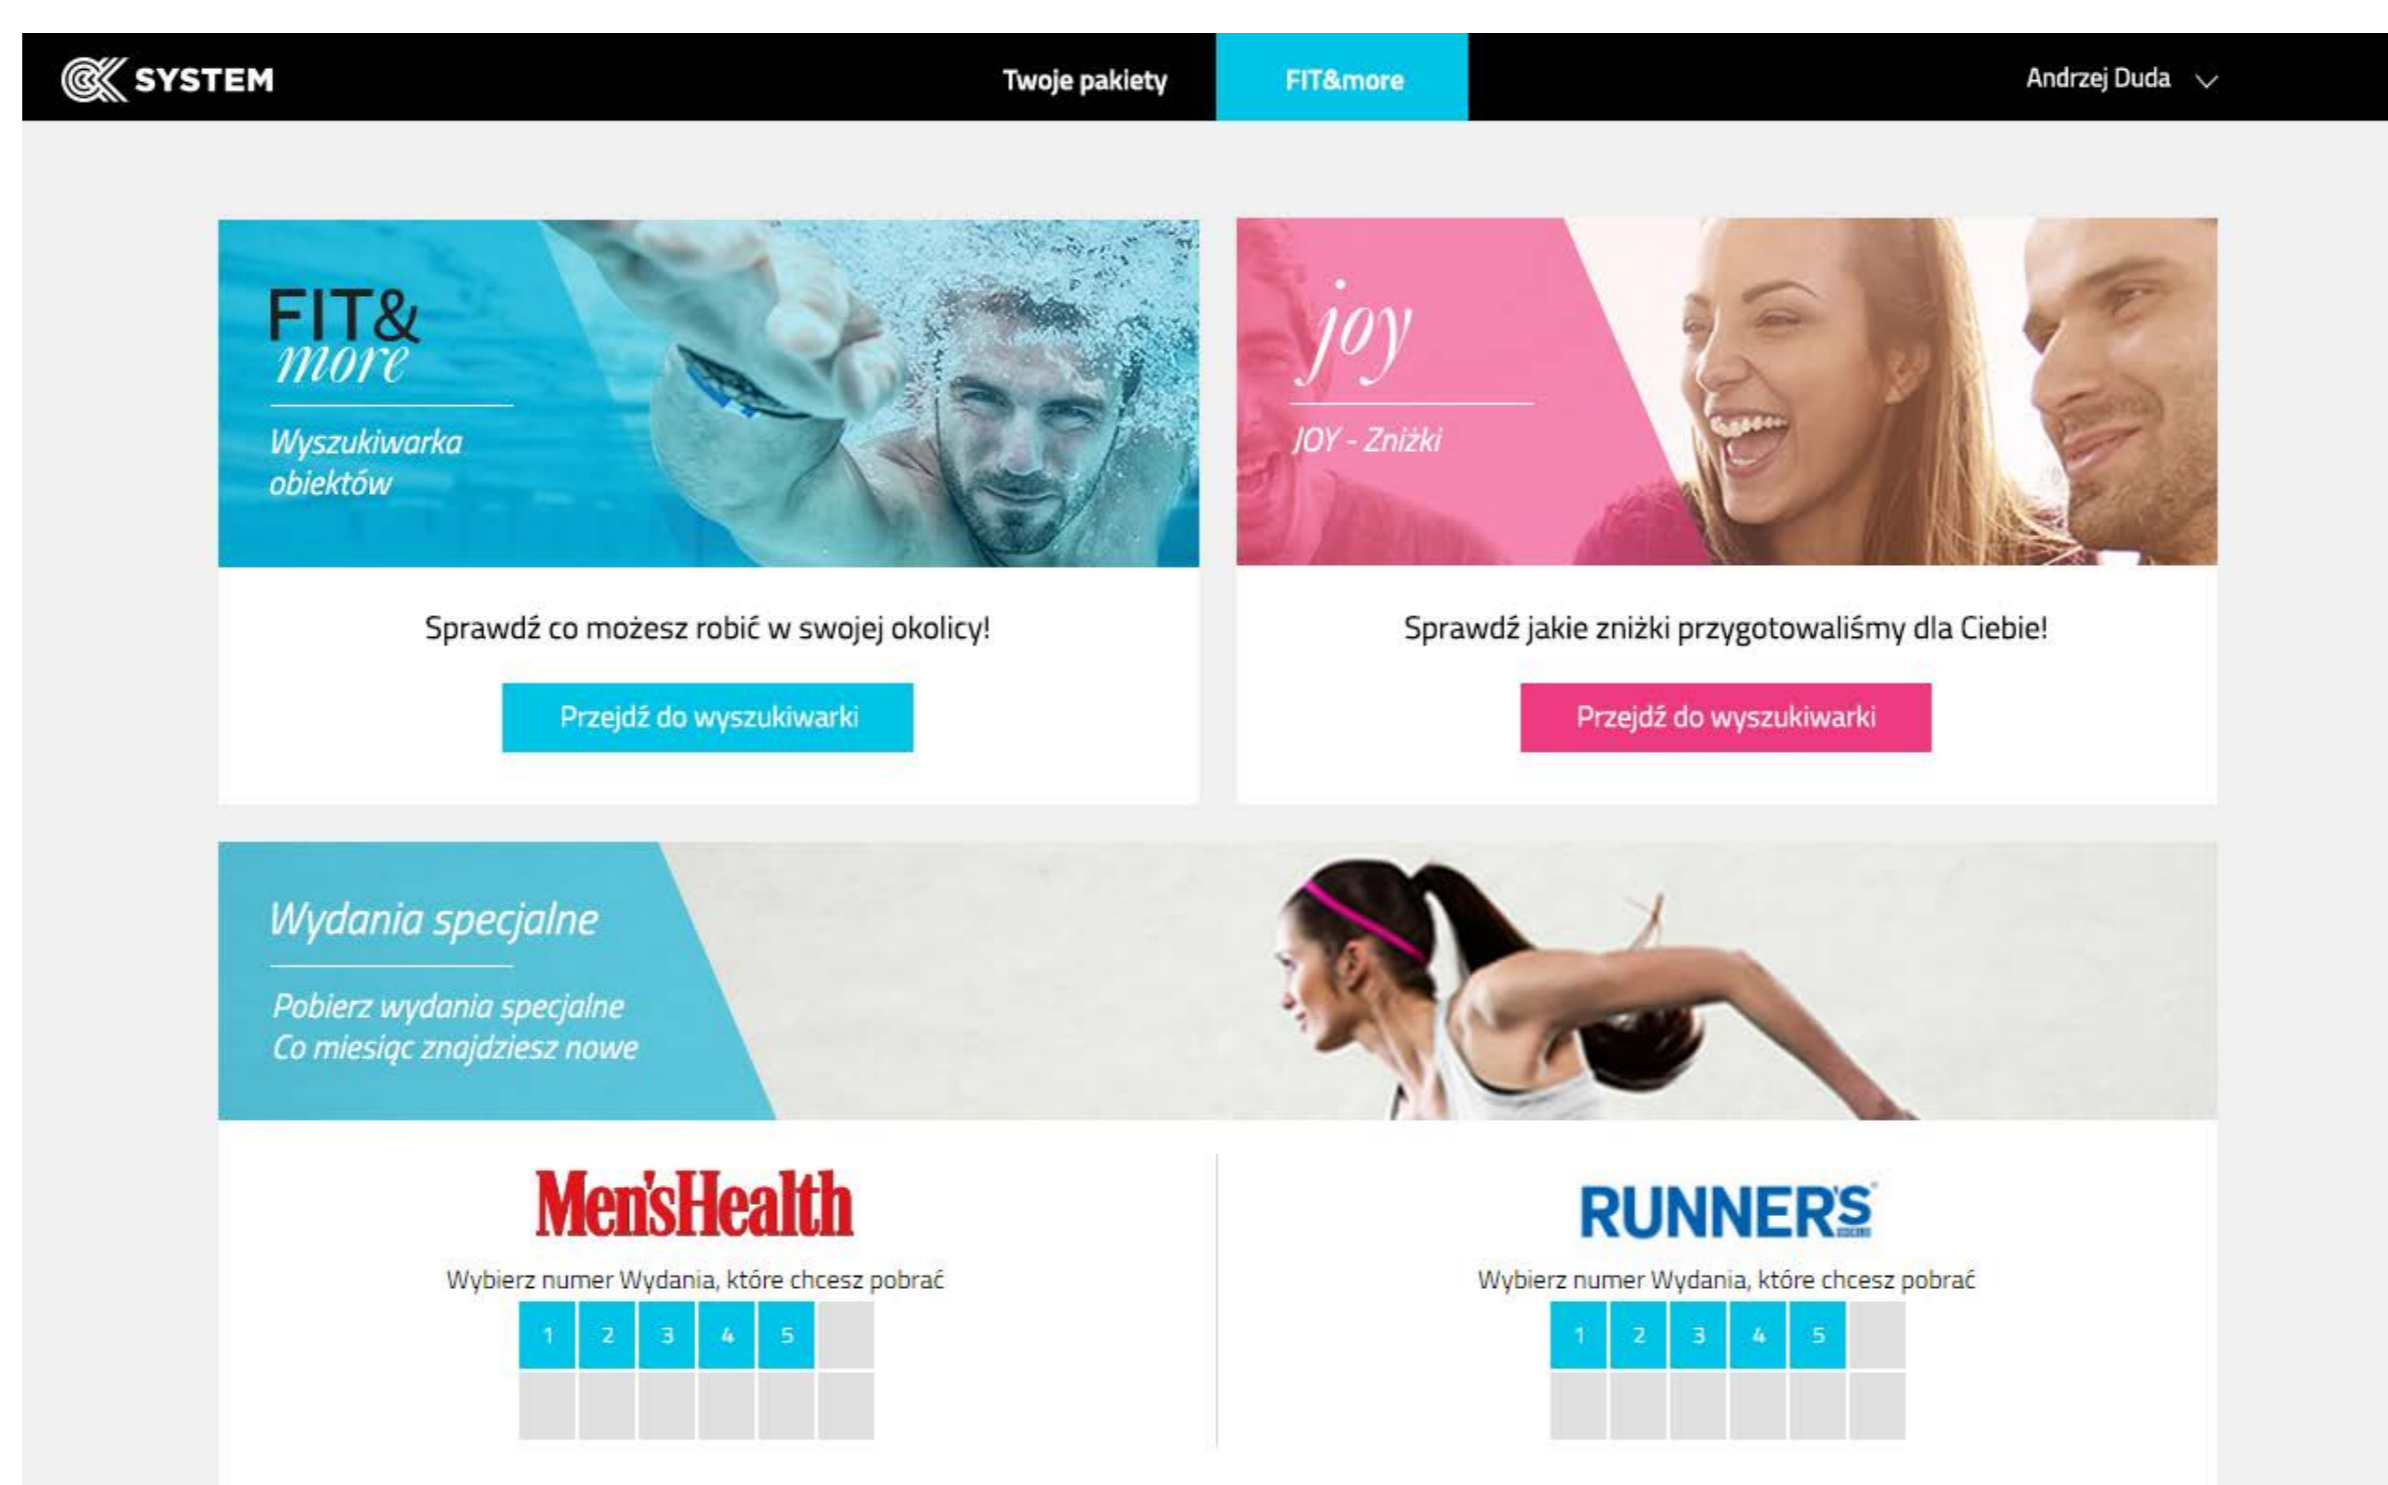 OK SYSTEM
Twoje pakiety
FIT&more
Andrzej Duda
FIT&
more
Wyszukiwarka
obiektów
joy
JOY - Zniżki
Sprawdź co możesz robić w swojej okolicy!
Przejdź do wyszukiwarki
Sprawdź jakie zniżki przygotowaliśmy dla Ciebie!
Przejdź do wyszukiwarki
Wydania specjalne
Pobierz wydania specjalne
Co miesiąc znajdziesz nowe
Men'sHealth
Wybierz numer Wydania, które chcesz pobrać
1 2 3 4 5
RUNNER'S
Wybierz numer Wydania, które chcesz pobrać
1 2 3 4 5